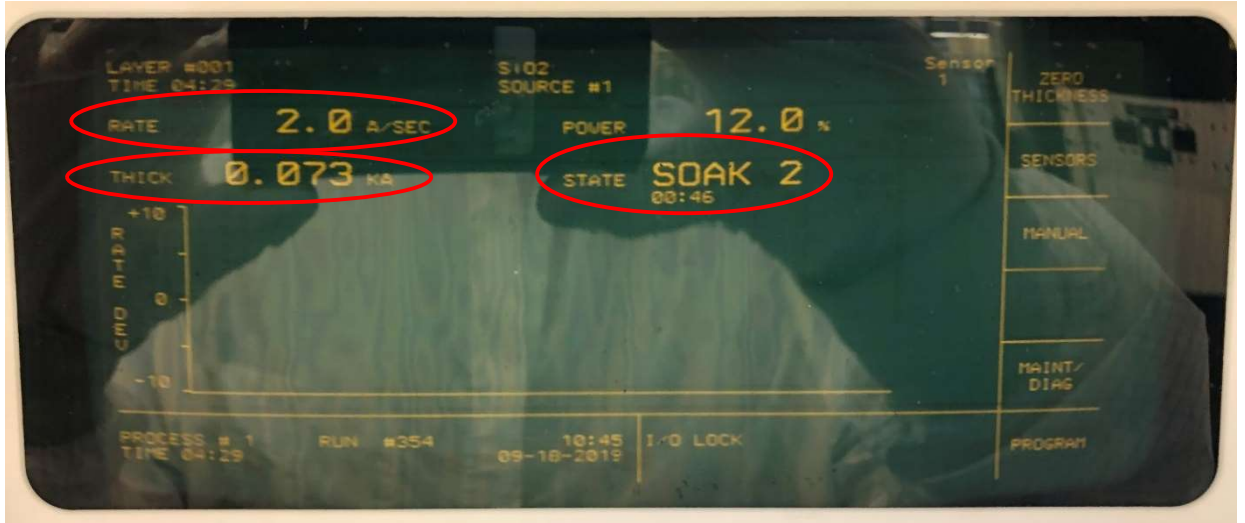 LAYER #001
TIME 04:29
SiO2
SOURCE #1
Sensor
1
RATE 2.0 A/SEC
POWER 12.0 %
THICK 0.073 KA
STATE SOAK 2
00:46
+10
RATE DEV
0
-10
ZERO
THICKNESS
SENSORS
MANUAL
MAINT/
DIAG
PROGRAM
PROCESS # 1
TIME 04:29
RUN #354
10:45
09-18-2019
I/O LOCK